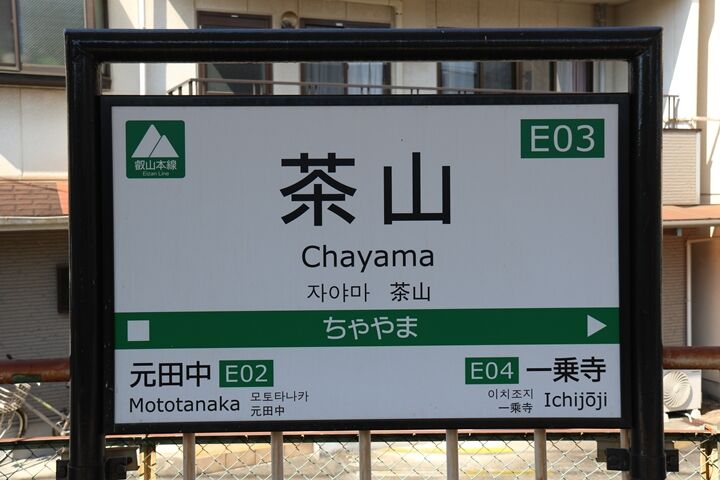 叡山本線
Eizan Line
E03
茶山
Chayama
자야마 茶山
ちゃやま
元田中 E02
Mototanaka
모토타나카
元田中
E04 一乗寺
이치조지
一乗寺
Ichijōji